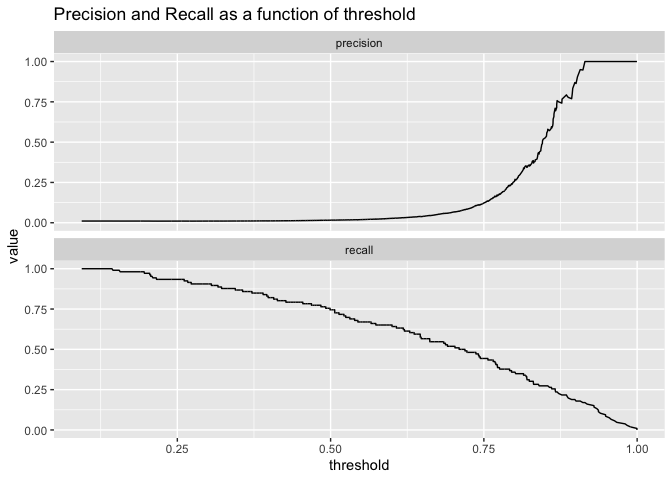 Precision and Recall as a function of threshold
precision
1.00
0.75
0.50
0.25
0.00
value
recall
1.00
0.75
0.50
0.25
0.00
0.25 0.50 0.75 1.00
threshold